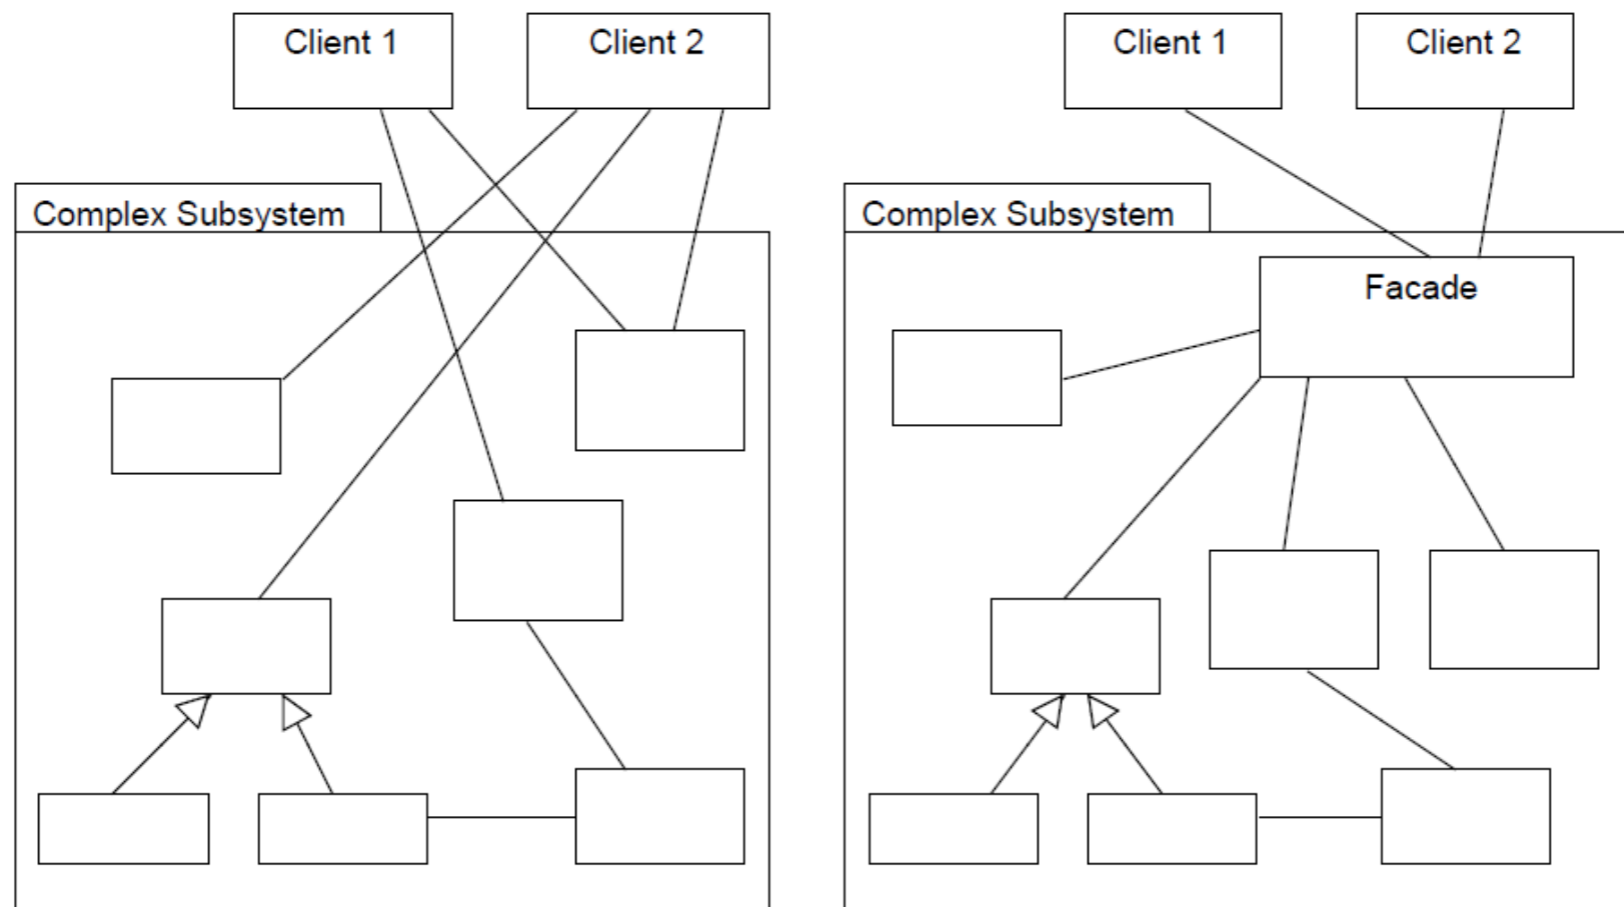 Client 1
Client 2
Client 1
Client 2
Complex Subsystem
Complex Subsystem
Facade